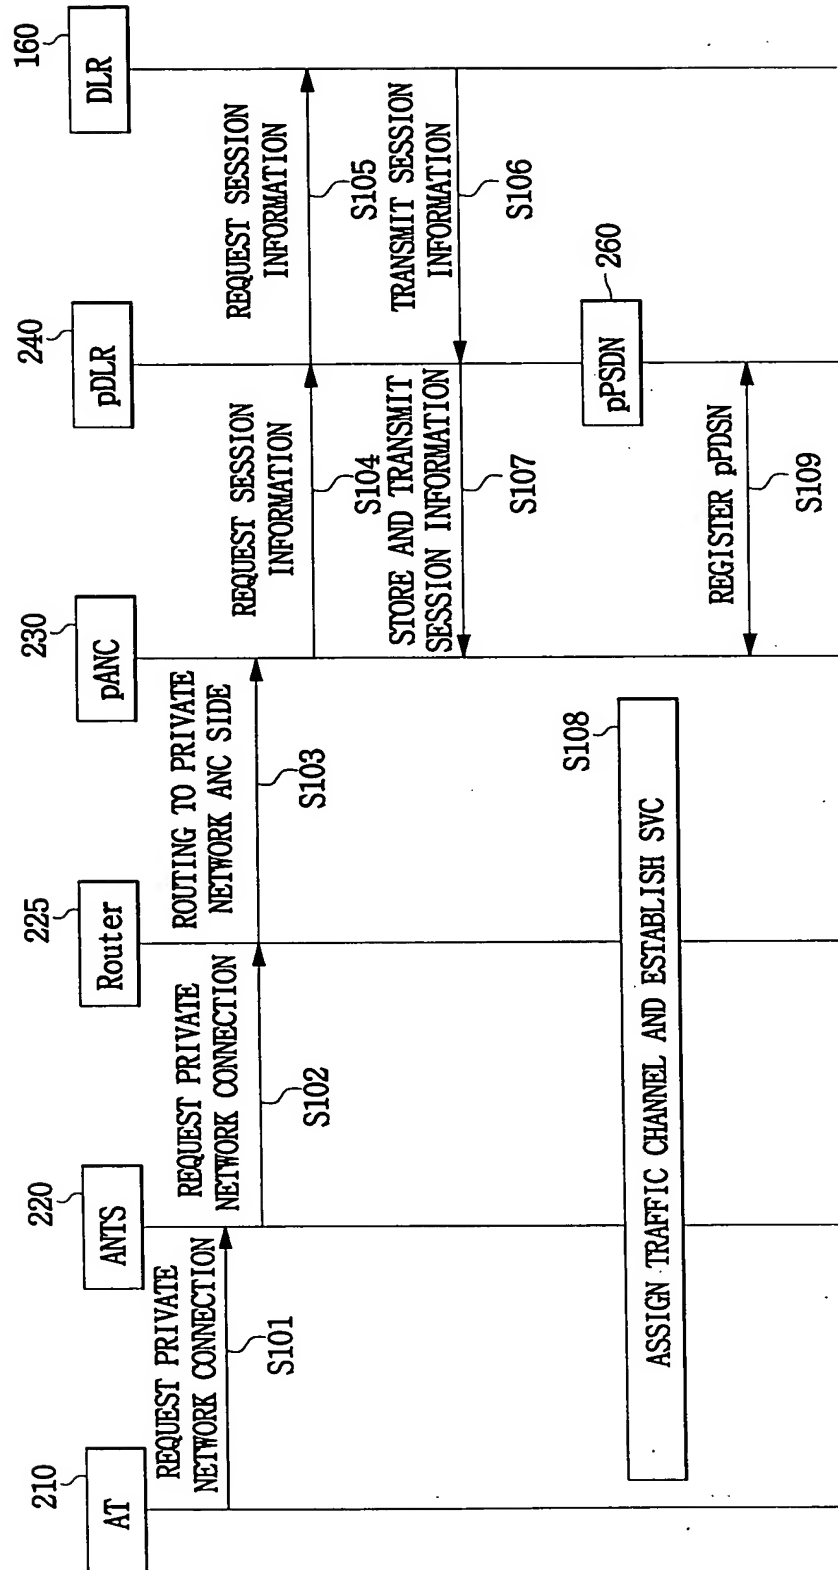 210
AT
220
ANTS
225
Router
230
pANC
240
pDLR
160
DLR
REQUEST PRIVATE
NETWORK CONNECTION
S101
REQUEST PRIVATE
NETWORK CONNECTION
S102
ROUTING TO PRIVATE
NETWORK ANC SIDE
S103
REQUEST SESSION
INFORMATION
S104
REQUEST SESSION
INFORMATION
S105
TRANSMIT SESSION
INFORMATION
S106
STORE AND TRANSMIT
SESSION INFORMATION
S107
pPSDN
260
ASSIGN TRAFFIC CHANNEL AND ESTABLISH SVC
S108
REGISTER pPDSN
S109